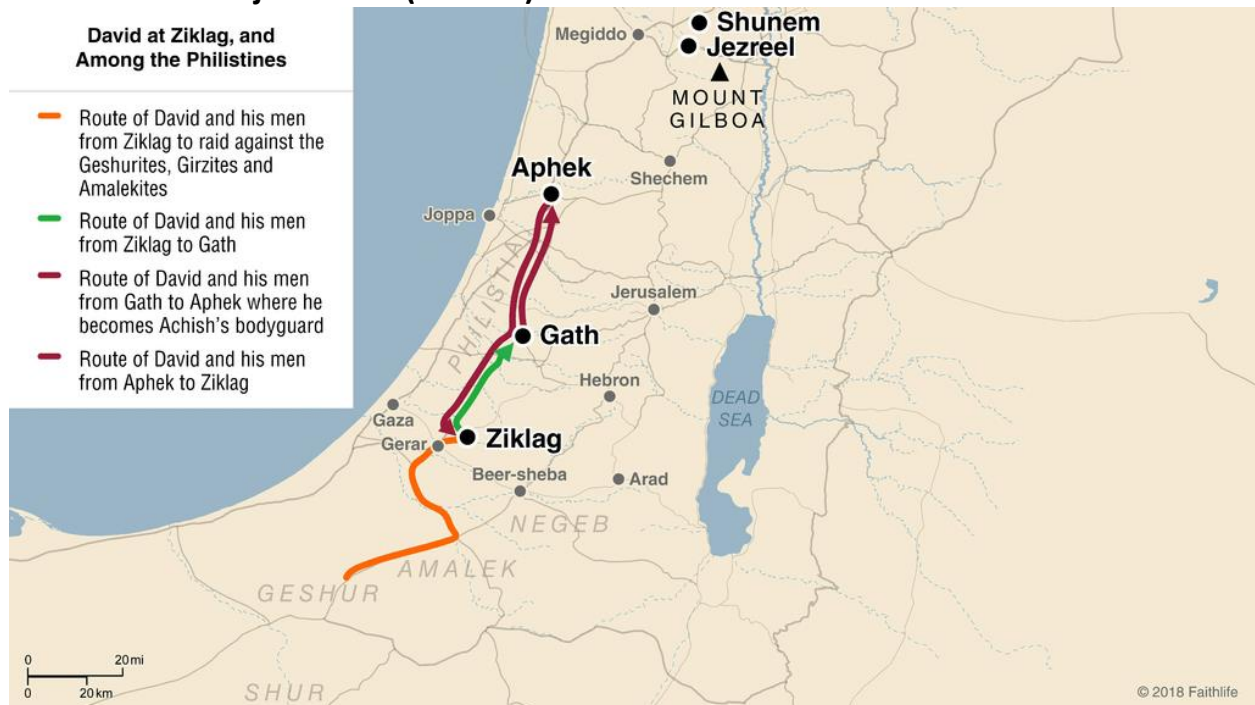 David at Ziklag, and
Among the Philistines
Route of David and his men
from Ziklag to raid against the
Geshurites, Girzites and
Amalekites
Route of David and his men
from Ziklag to Gath
Route of David and his men
from Gath to Aphek where he
becomes Achish's bodyguard
Route of David and his men
from Aphek to Ziklag
Shunem
Megiddo
Jezreel
MOUNT
GILBOA
Aphek
Shechem
Joppa
Jerusalem
Gath
Hebron
DEAD
SEA
Gaza
Gerar
Ziklag
Beer-sheba
Arad
NEGEB
AMALEK
GESHUR
SHUR
0 20 mi
0 20 km
© 2018 Faithlife